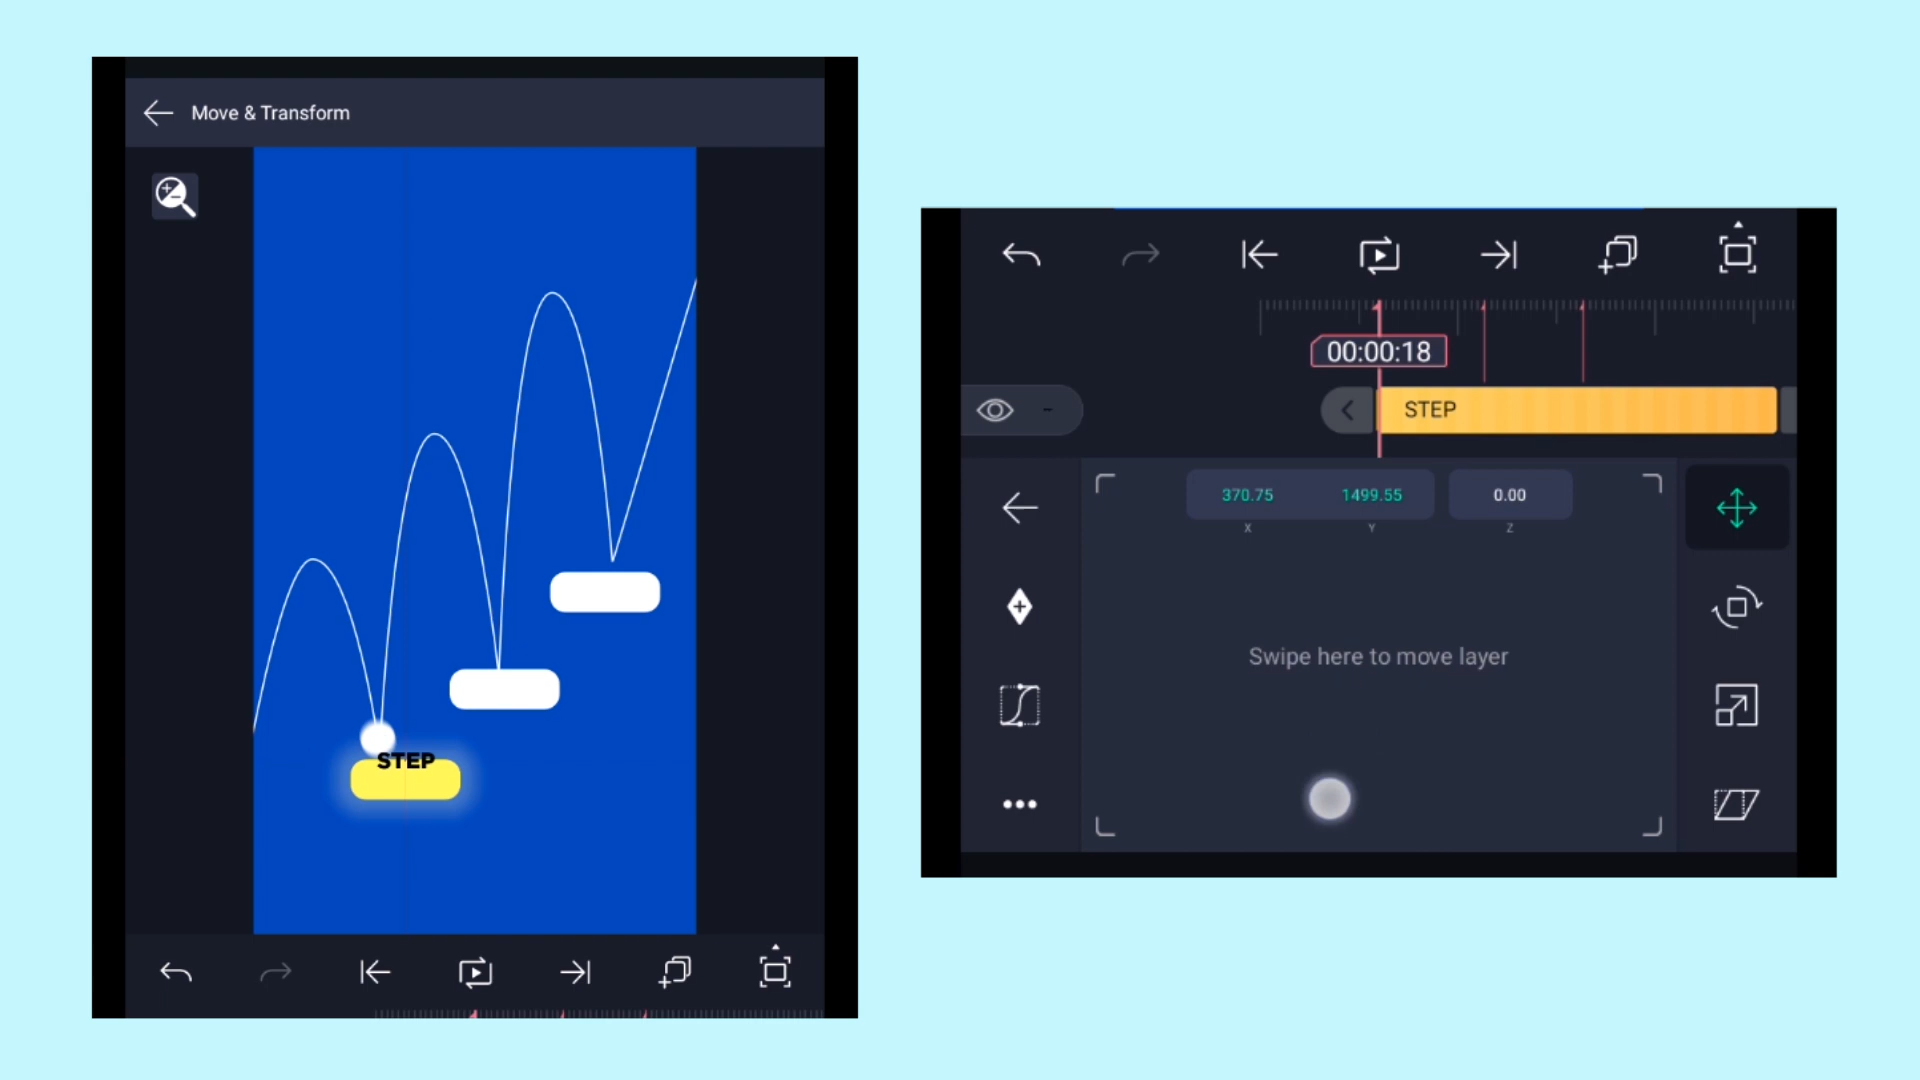 Move & Transform
STEP
00:00:18
STEP
370.75 1499.55 0.00
X Y Z
Swipe here to move layer